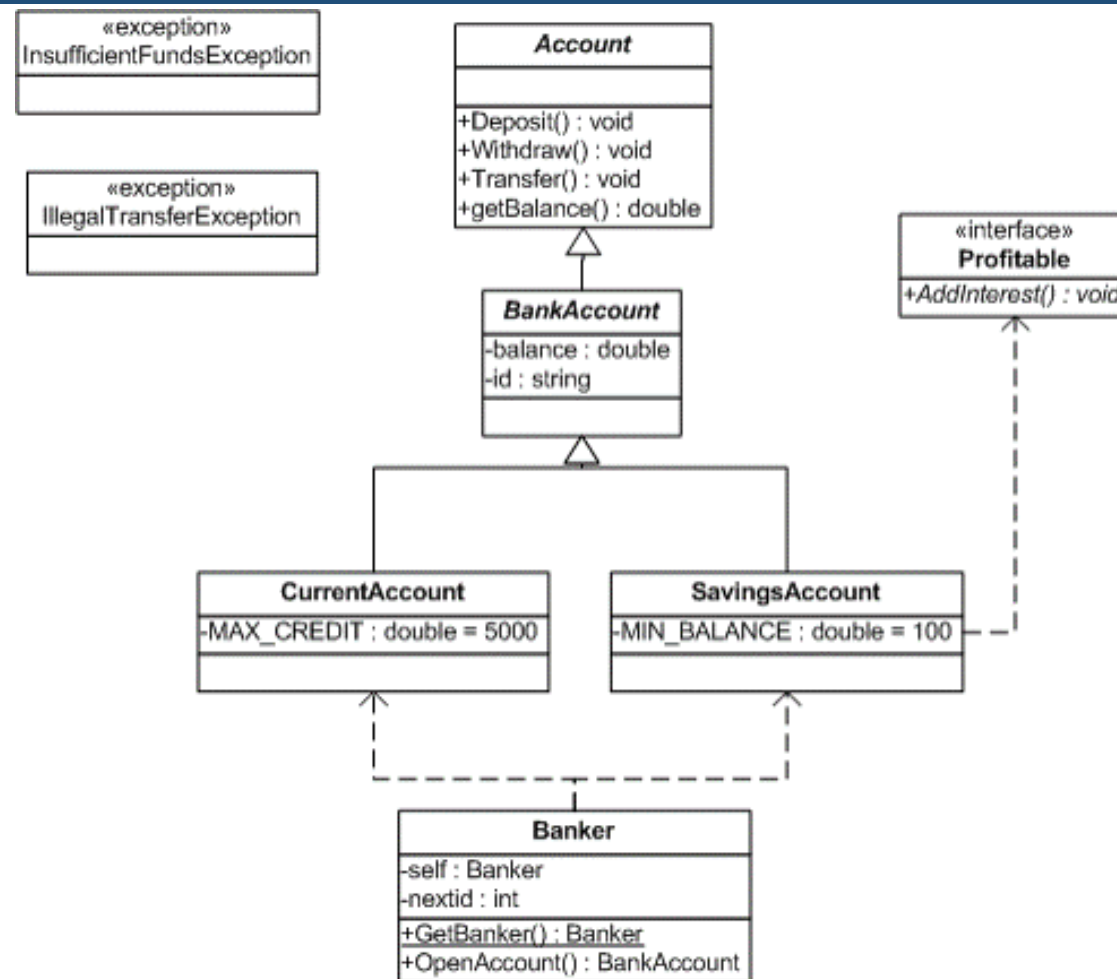 «exception»
InsufficientFundsException
«exception»
IllegalTransferException
Account
+Deposit() : void
+Withdraw() : void
+Transfer() : void
+getBalance() : double
«interface»
Profitable
+AddInterest() : void
BankAccount
-balance : double
-id : string
CurrentAccount
-MAX_CREDIT : double = 5000
SavingsAccount
-MIN_BALANCE : double = 100
Banker
-self : Banker
-nextid : int
+GetBanker() : Banker
+OpenAccount() : BankAccount